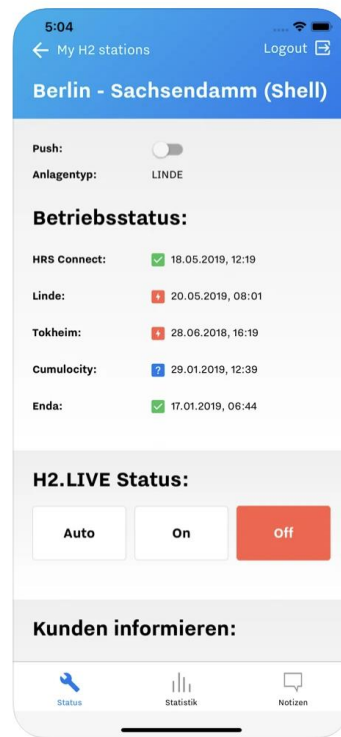 5:04
My H2 stations Logout
Berlin - Sachsendamm (Shell)
Push:
Anlagentyp: LINDE
Betriebsstatus:
HRS Connect: 18.05.2019, 12:19
Linde: 20.05.2019, 08:01
Tokheim: 28.06.2018, 16:19
Cumulocity: ? 29.01.2019, 12:39
Enda: 17.01.2019, 06:44
H2.LIVE Status:
Auto On Off
Kunden informieren:
Status Statistik Notizen